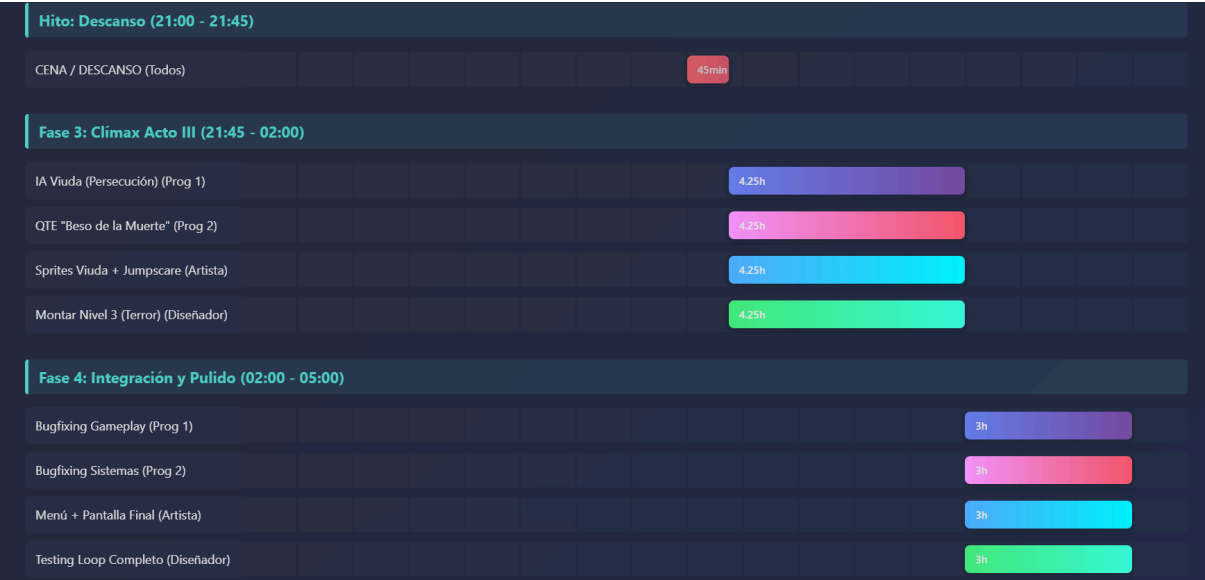 Hito: Descanso (21:00 - 21:45)
CENA / DESCANSO (Todos)
45min
Fase 3: Clímax Acto III (21:45 - 02:00)
IA Viuda (Persecución) (Prog 1)
4.25h
QTE "Beso de la Muerte" (Prog 2)
4.25h
Sprites Viuda + Jumpscare (Artista)
4.25h
Montar Nivel 3 (Terror) (Diseñador)
4.25h
Fase 4: Integración y Pulido (02:00 - 05:00)
Bugfixing Gameplay (Prog 1)
3h
Bugfixing Sistemas (Prog 2)
3h
Menú + Pantalla Final (Artista)
3h
Testing Loop Completo (Diseñador)
3h